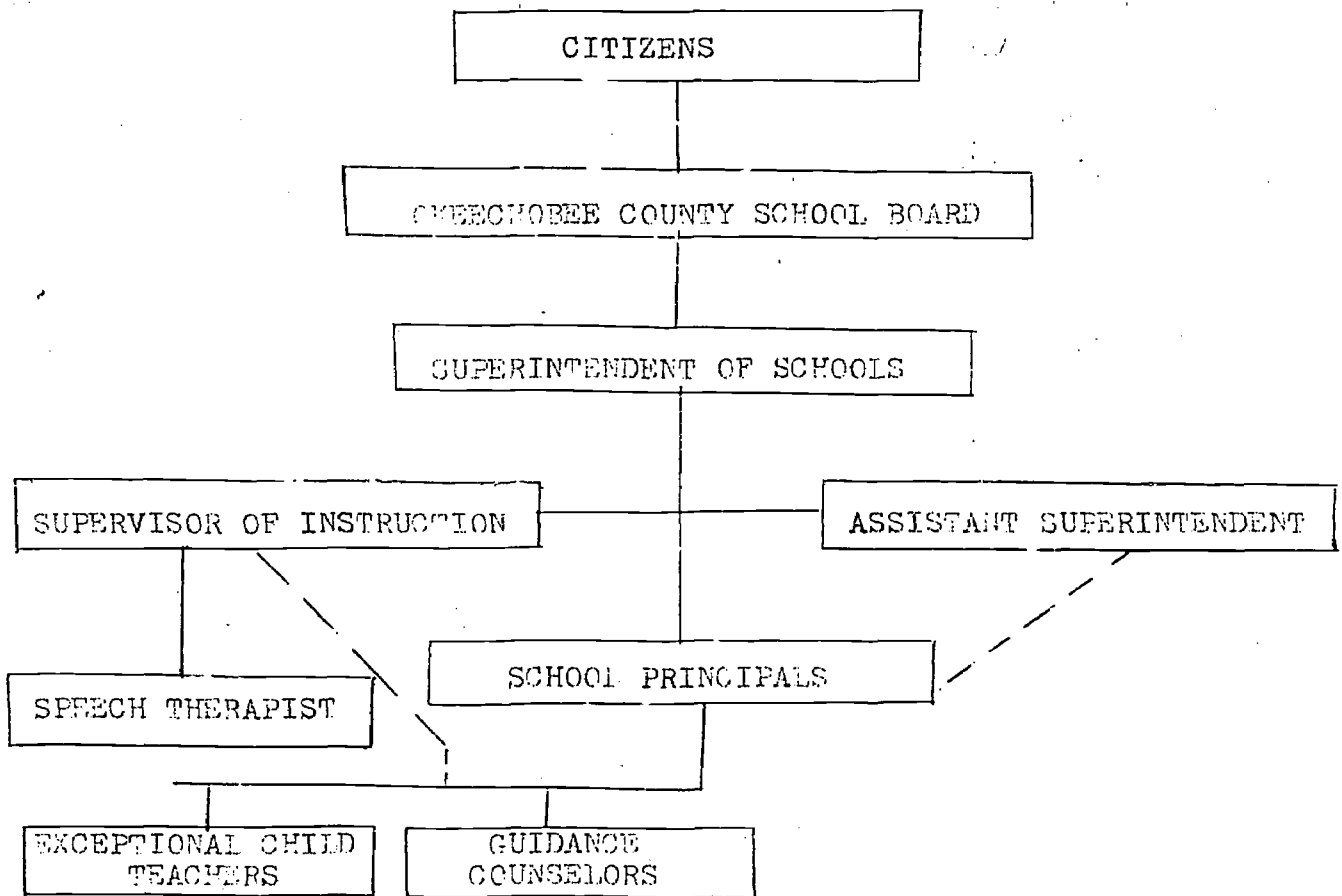 CITIZENS
OKEECHOBEE COUNTY SCHOOL BOARD
SUPERINTENDENT OF SCHOOLS
SUPERVISOR OF INSTRUCTION
ASSISTANT SUPERINTENDENT
SCHOOL PRINCIPALS
SPEECH THERAPIST
EXCEPTIONAL CHILD
TEACHERS
GUIDANCE
COUNSELORS